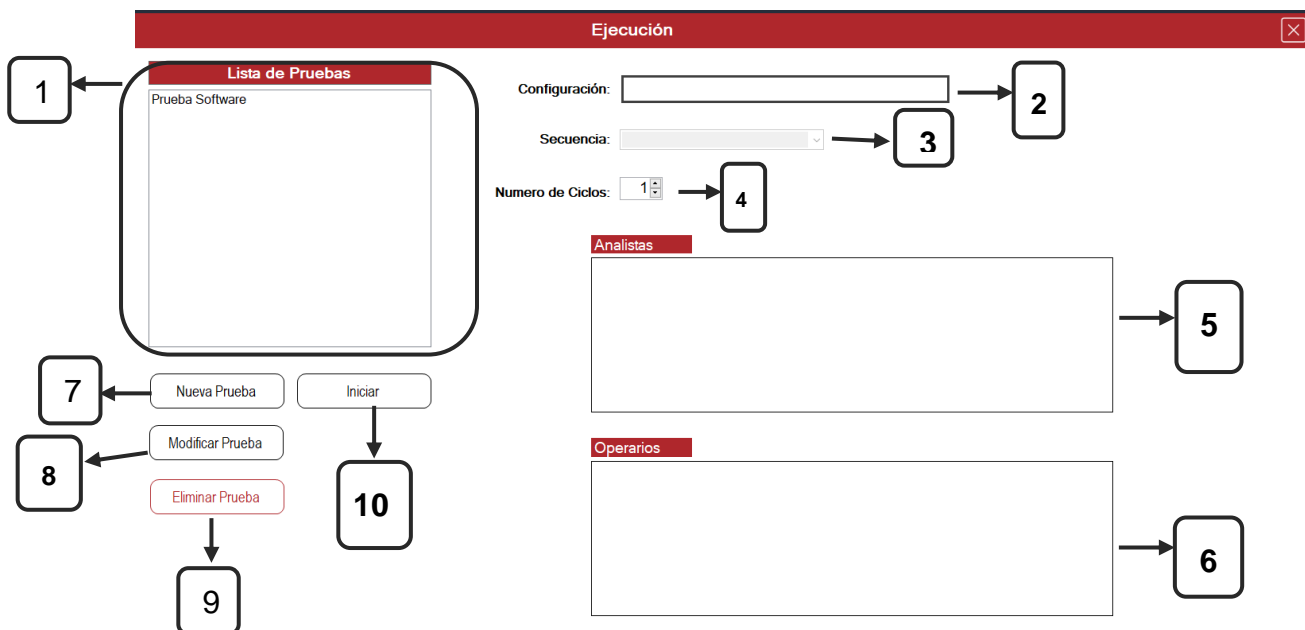 Ejecución
1
Lista de Pruebas
Prueba Software
Configuración:
2
Secuencia:
3
Numero de Ciclos:
1
4
Analistas
5
7
Nueva Prueba
Iniciar
8
Modificar Prueba
Operarios
Eliminar Prueba
10
6
9